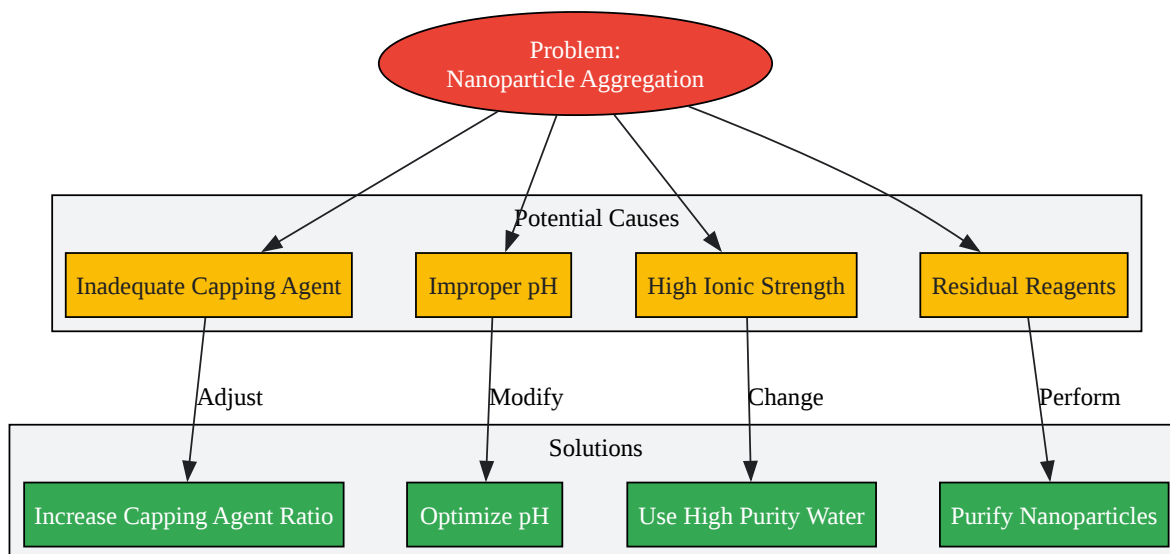 Problem:
Nanoparticle Aggregation
Potential Causes
Inadequate Capping Agent
Improper pH
High Ionic Strength
Residual Reagents
Adjust
Modify
Change
Perform
Solutions
Increase Capping Agent Ratio
Optimize pH
Use High Purity Water
Purify Nanoparticles